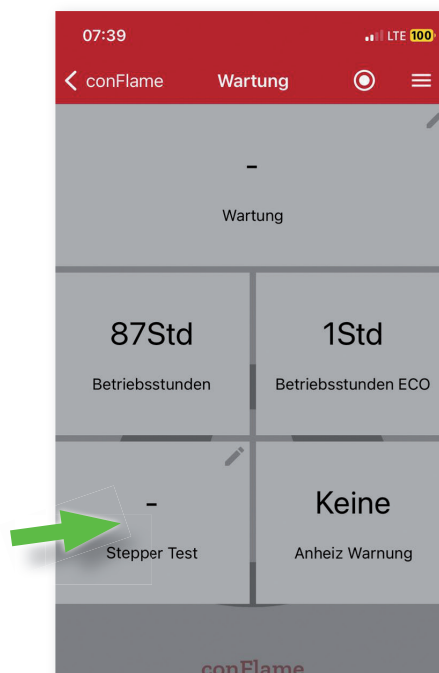 07:39
LTE 100
conFlame Wartung
-
Wartung
87Std 1Std
Betriebsstunden Betriebsstunden ECO
- Keine
Stepper Test Anheiz Warnung
conFlame